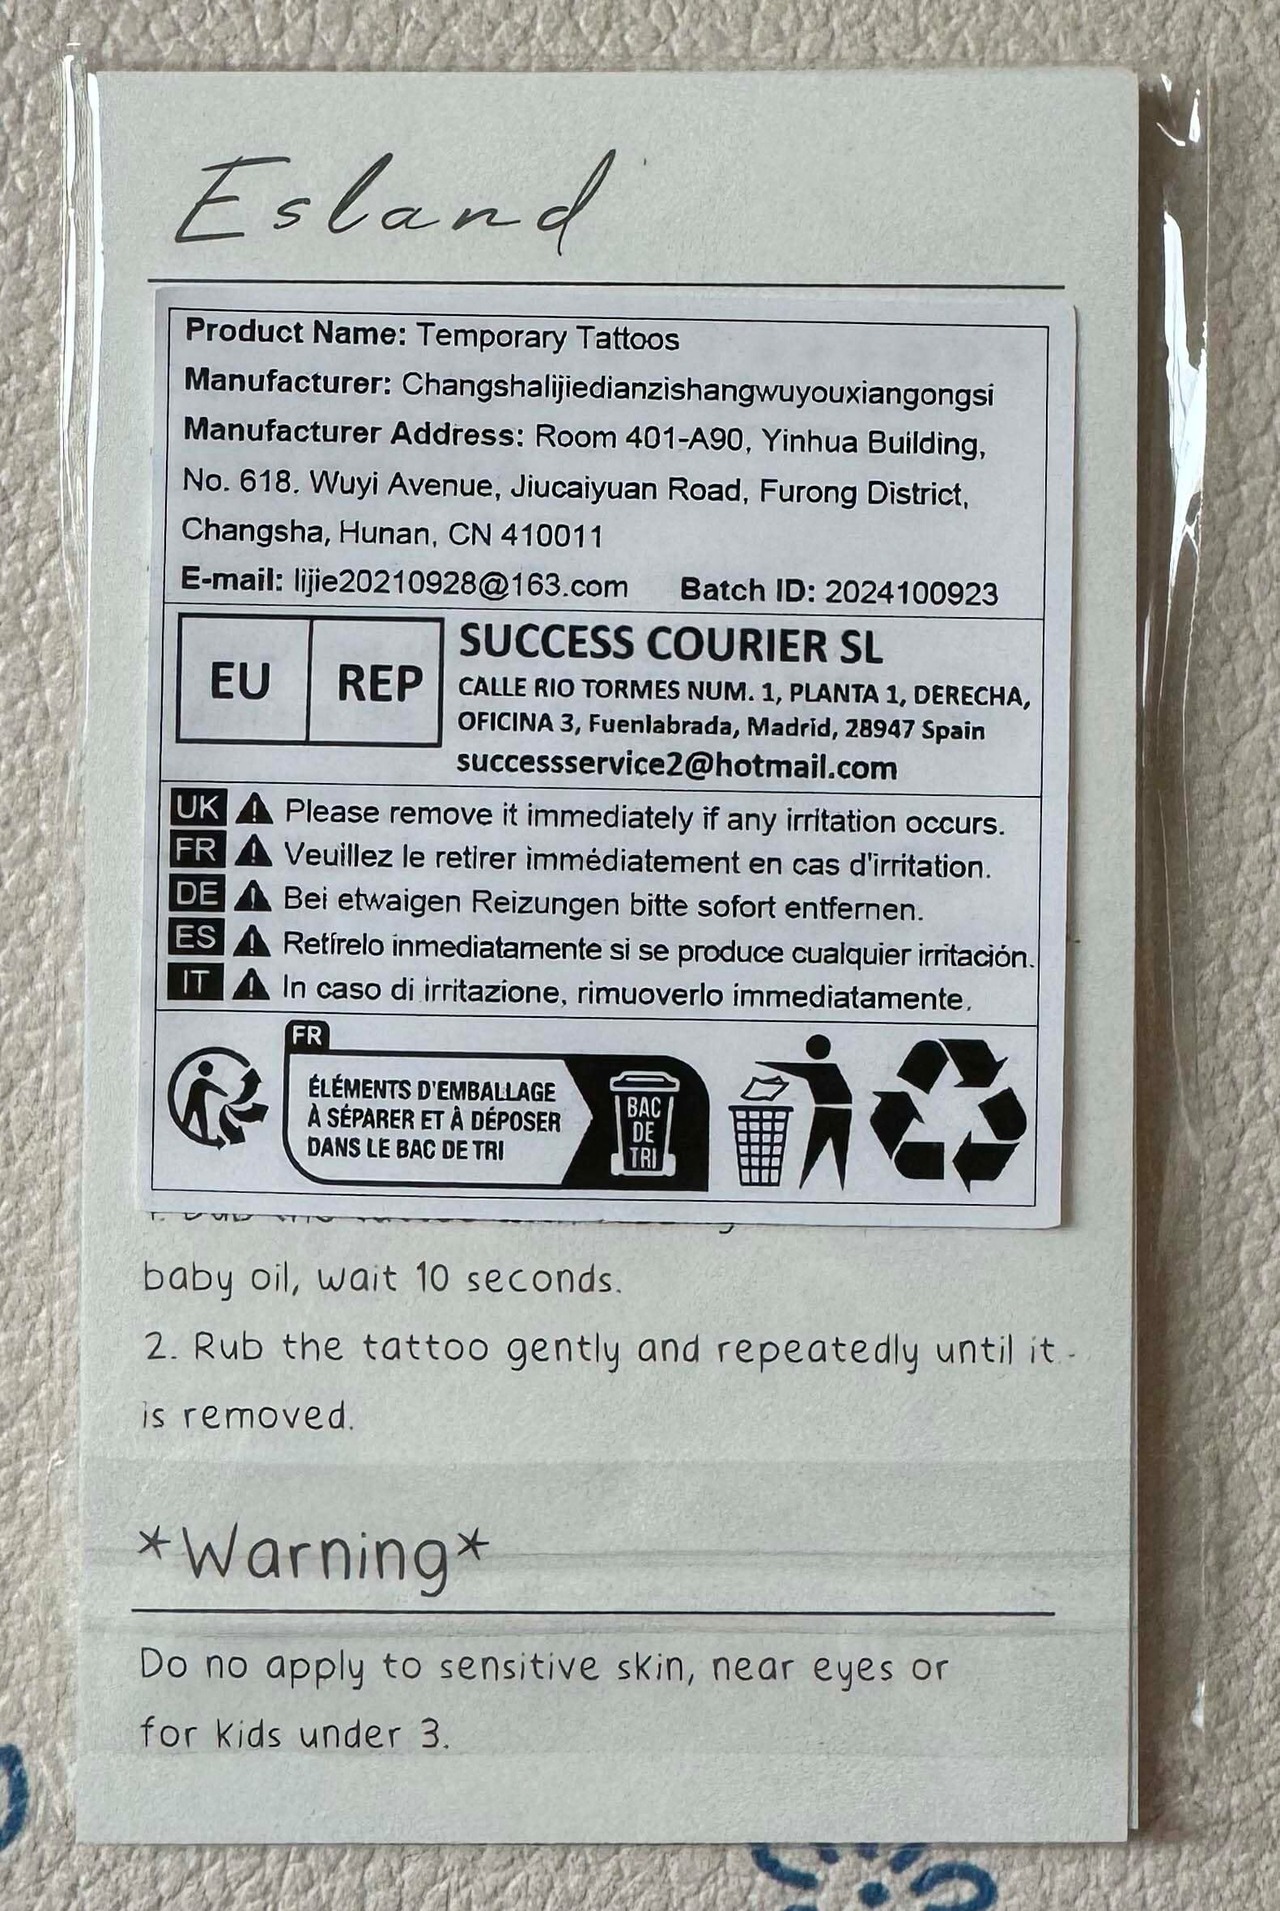 Esland
Product Name: Temporary Tattoos
Manufacturer: Changshalijiedianzishangwuyouxiangongsi
Manufacturer Address: Room 401-A90, Yinhua Building,
No. 618. Wuyi Avenue, Jiucaiyuan Road, Furong District,
Changsha, Hunan, CN 410011
E-mail: lijie20210928@163.com Batch ID: 2024100923
EU REP
SUCCESS COURIER SL
CALLE RIO TORMES NUM. 1, PLANTA 1, DERECHA,
OFICINA 3, Fuenlabrada, Madrid, 28947 Spain
successservice2@hotmail.com
UK Please remove it immediately if any irritation occurs.
FR Veuillez le retirer immédiatement en cas d'irritation.
DE Bei etwaigen Reizungen bitte sofort entfernen.
ES Retírelo inmediatamente si se produce cualquier irritación.
IT In caso di irritazione, rimuoverlo immediatamente.
FR
ÉLÉMENTS D'EMBALLAGE
À SÉPARER ET À DÉPOSER
DANS LE BAC DE TRI
BAC
DE
TRI
baby oil, wait 10 seconds.
2. Rub the tattoo gently and repeatedly until it
is removed.
*Warning*
Do no apply to sensitive skin, near eyes or
for kids under 3.